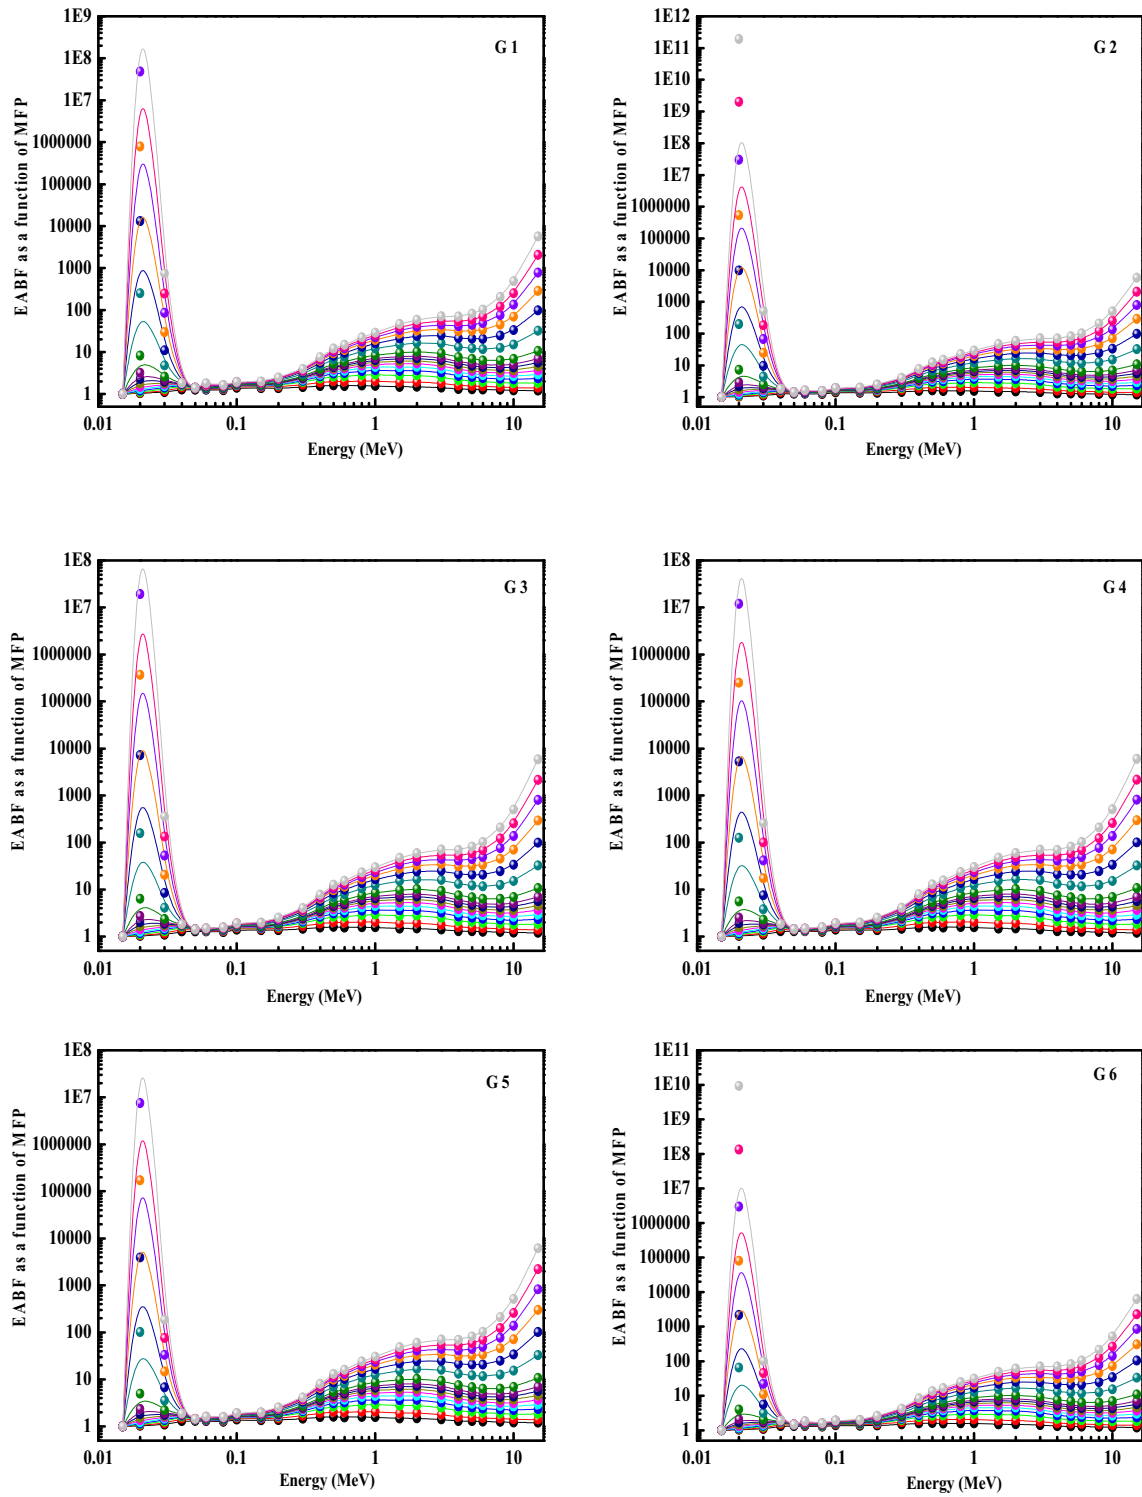 G 1
EABF as a function of MFP
1E9
1E8
1E7
1000000
100000
10000
1000
100
10
1
0.01
0.1
1
10
Energy (MeV)
G 2
EABF as a function of MFP
1E12
1E11
1E10
1E9
1E8
1E7
1000000
100000
10000
1000
100
10
1
0.01
0.1
1
10
Energy (MeV)
G 3
EABF as a function of MFP
1E8
1E7
1000000
100000
10000
1000
100
10
1
0.01
0.1
1
10
Energy (MeV)
G 4
EABF as a function of MFP
1E8
1E7
1000000
100000
10000
1000
100
10
1
0.01
0.1
1
10
Energy (MeV)
G 5
EABF as a function of MFP
1E8
1E7
1000000
100000
10000
1000
100
10
1
0.01
0.1
1
10
Energy (MeV)
G 6
EABF as a function of MFP
1E11
1E10
1E9
1E8
1E7
1000000
100000
10000
1000
100
10
1
0.01
0.1
1
10
Energy (MeV)